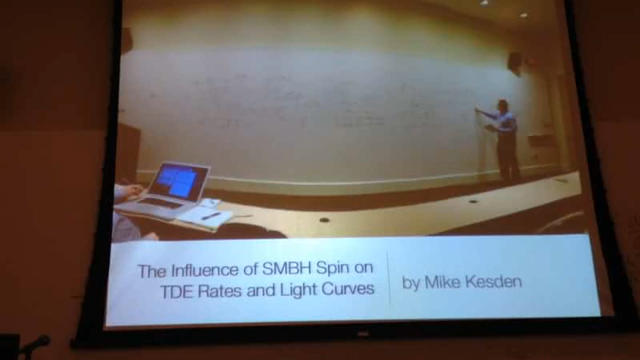 The Influence of SMBH Spin on
TDE Rates and Light Curves
by Mike Kesden